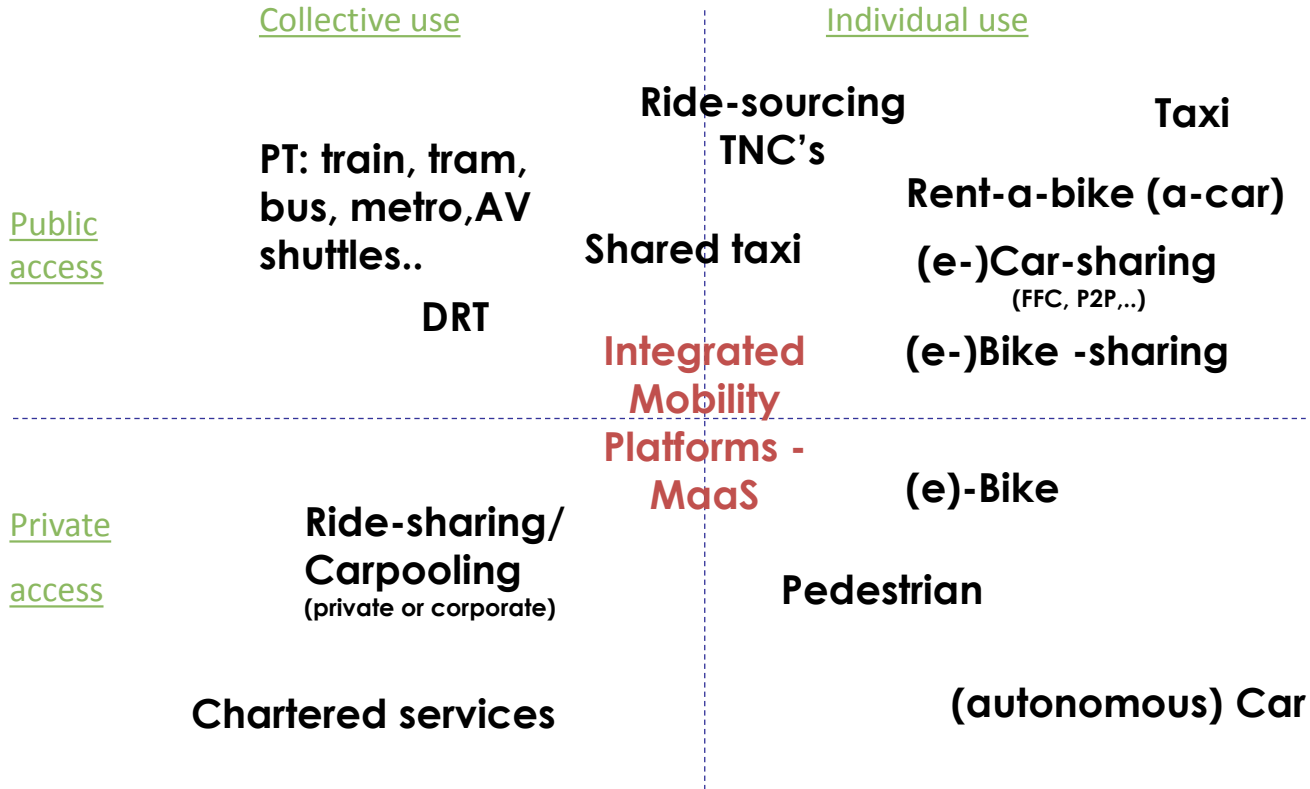 Collective use
Individual use
Ride-sourcing
TNC’s
Taxi
PT: train, tram,
bus, metro,AV
shuttles..
Rent-a-bike (a-car)
Public
access
Shared taxi
(e-)Car-sharing
(FFC, P2P,..)
DRT
Integrated
Mobility
Platforms -
MaaS
(e-)Bike -sharing
(e)-Bike
Private
access
Ride-sharing/
Carpooling
(private or corporate)
Pedestrian
Chartered services
(autonomous) Car